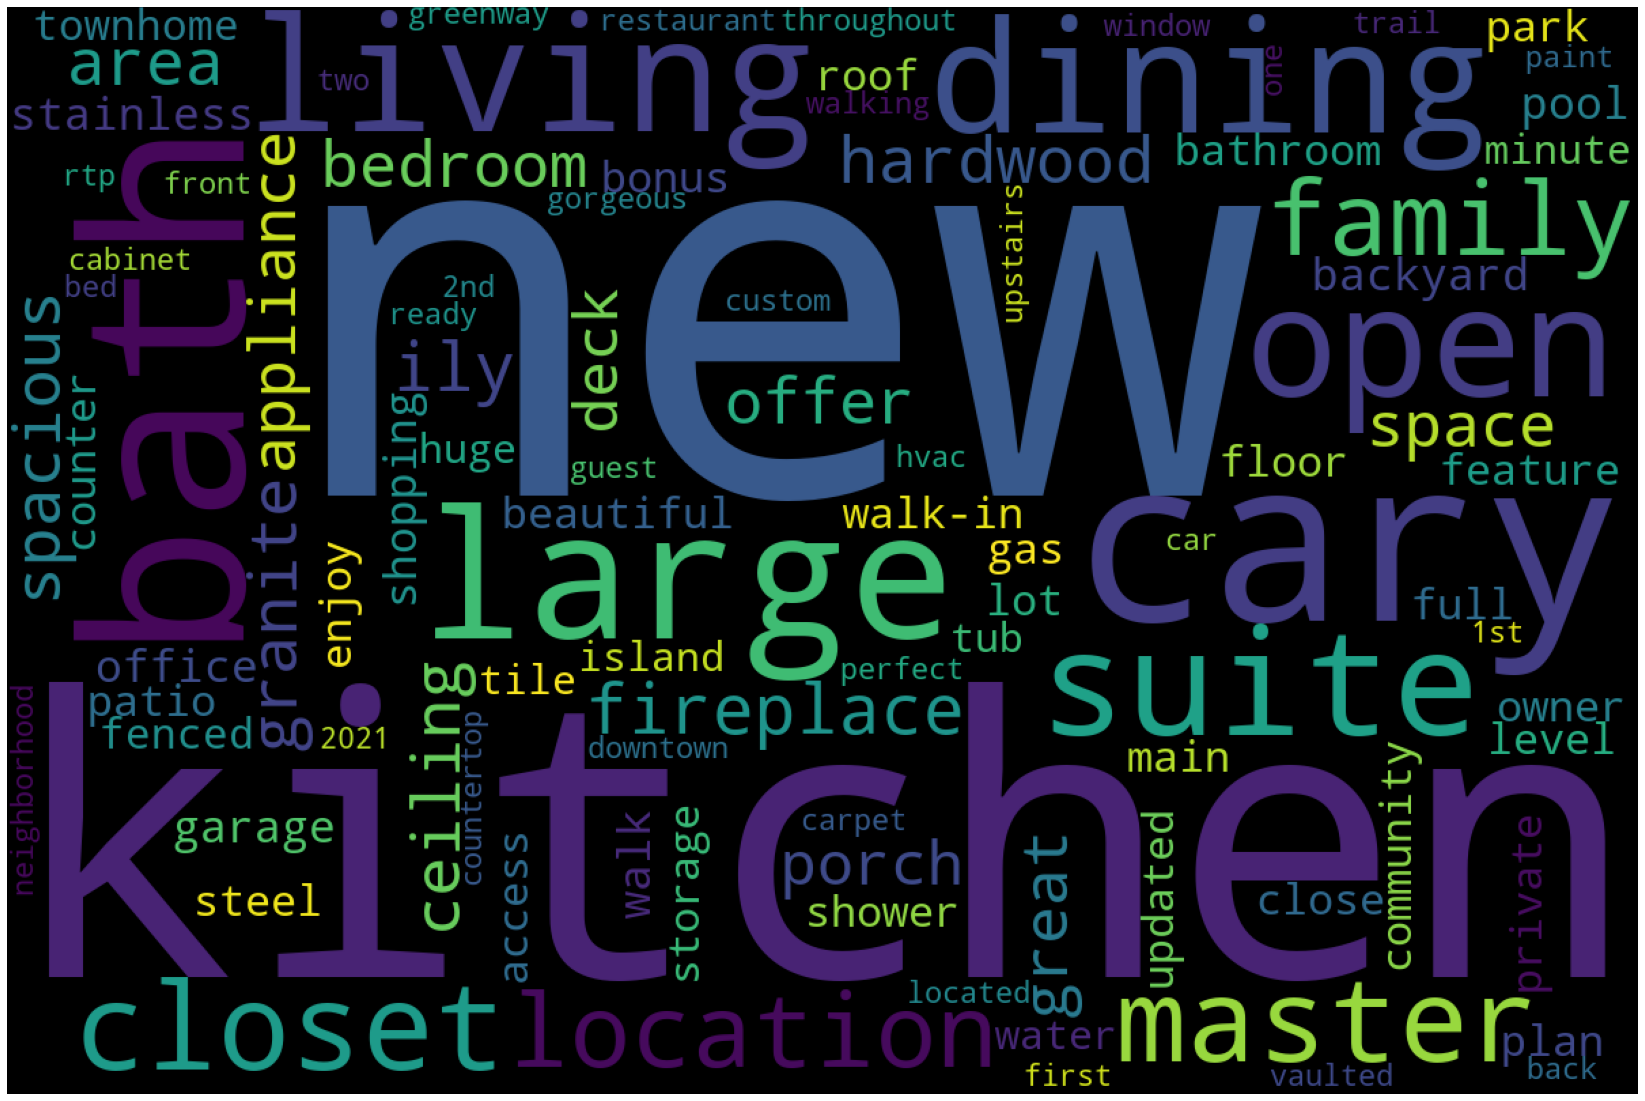 townhome
living
greenway
restaurant
throughout
dining
window
trail
park
area
two
roof
one
paint
stainless
walking
pool
bath
appliance
bedroom
bonus
hardwood
bathroom
minute
rtp
front
gorgeous
new
upstairs
family
cabinet
bed
2nd
custom
backyard
spacious
ready
deck
open
ily
counter
shopping
offer
space
huge
guest
hvac
floor
feature
granite
large
beautiful
walk-in
cary
enjoy
gas
car
lot
full
tub
1st
office
ceiling
tile
island
perfect
suite
neighborhood
patio
fireplace
owner
fenced
2021
countertop
downtown
main
level
kitchen
community
garage
walk
storage
carpet
updated
private
steel
access
porch
great
close
shower
closet
location
located
master
water
plan
first
vaulted
back